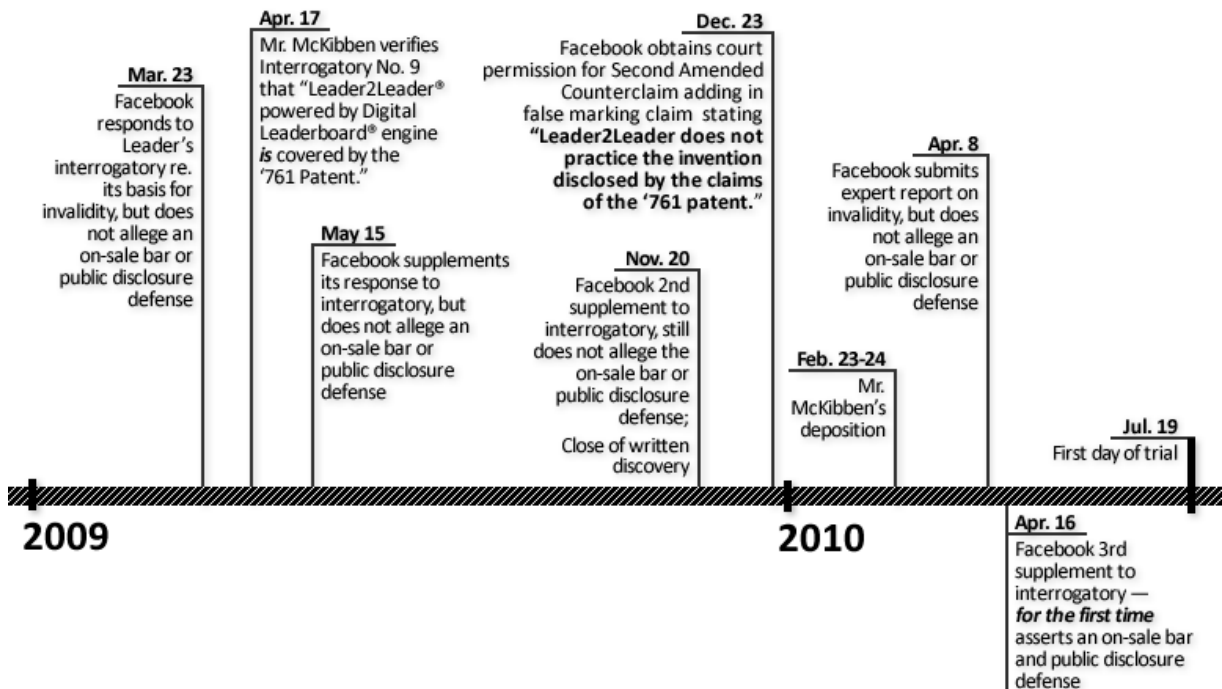 Mar. 23
Facebook
responds to
Leader’s
interrogatory re.
its basis for
invalidity, but does
not allege an
on-sale bar or
public disclosure
defense
Apr. 17
Mr. McKibben verifies
Interrogatory No. 9
that “Leader2Leader®
powered by Digital
Leaderboard® engine
is covered by the
‘761 Patent.”
May 15
Facebook supplements
its response to
interrogatory, but
does not allege an
on-sale bar or
public disclosure
defense
Nov. 20
Facebook 2nd
supplement to
interrogatory, still
does not allege the
on-sale bar or
public disclosure
defense;
Close of written
discovery
Dec. 23
Facebook obtains court
permission for Second Amended
Counterclaim adding in
false marking claim stating
“Leader2Leader does not
practice the invention
disclosed by the claims
of the ‘761 patent.”
Feb. 23-24
Mr.
McKibben’s
deposition
Apr. 8
Facebook submits
expert report on
invalidity, but does
not allege an
on-sale bar or
public disclosure
defense
Jul. 19
First day of trial
2009
2010
Apr. 16
Facebook 3rd
supplement to
interrogatory —
for the first time
asserts an on-sale bar
and public disclosure
defense